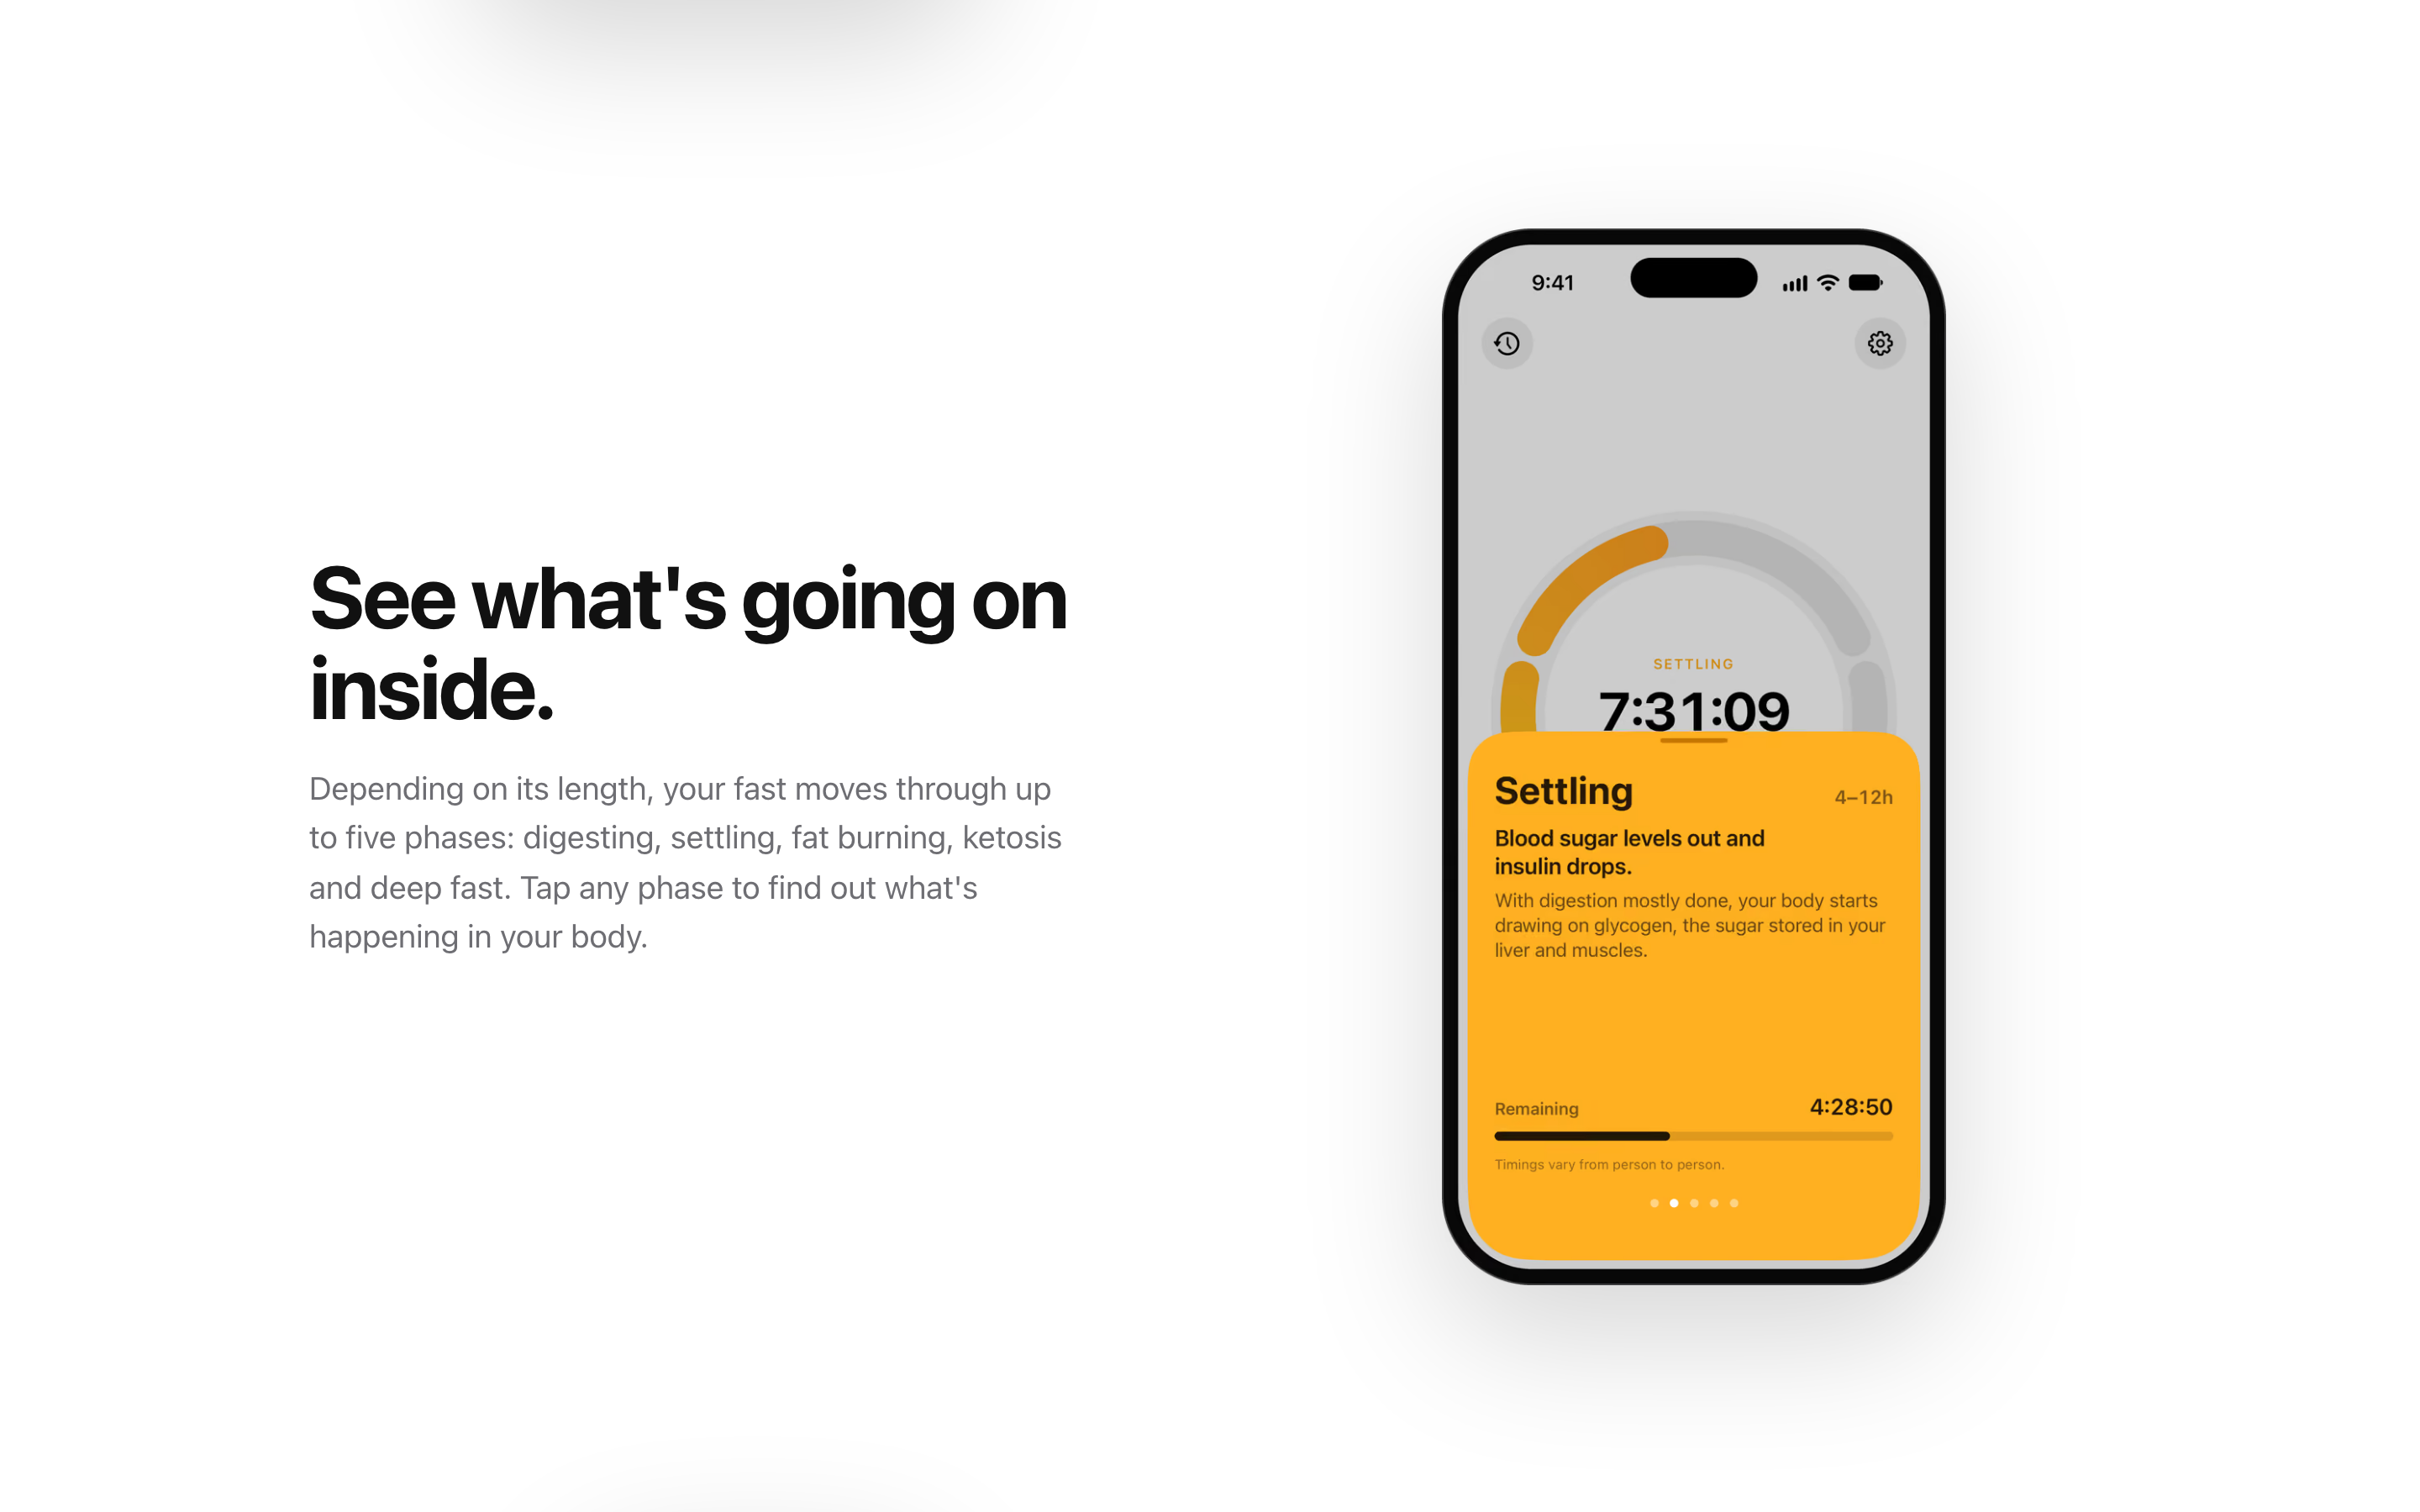 See what's going on
inside.
Depending on its length, your fast moves through up
to five phases: digesting, settling, fat burning, ketosis
and deep fast. Tap any phase to find out what's
happening in your body.
9:41
SETTLING
7:31:09
Settling
4–12h
Blood sugar levels out and
insulin drops.
With digestion mostly done, your body starts
drawing on glycogen, the sugar stored in your
liver and muscles.
Remaining
4:28:50
Timings vary from person to person.